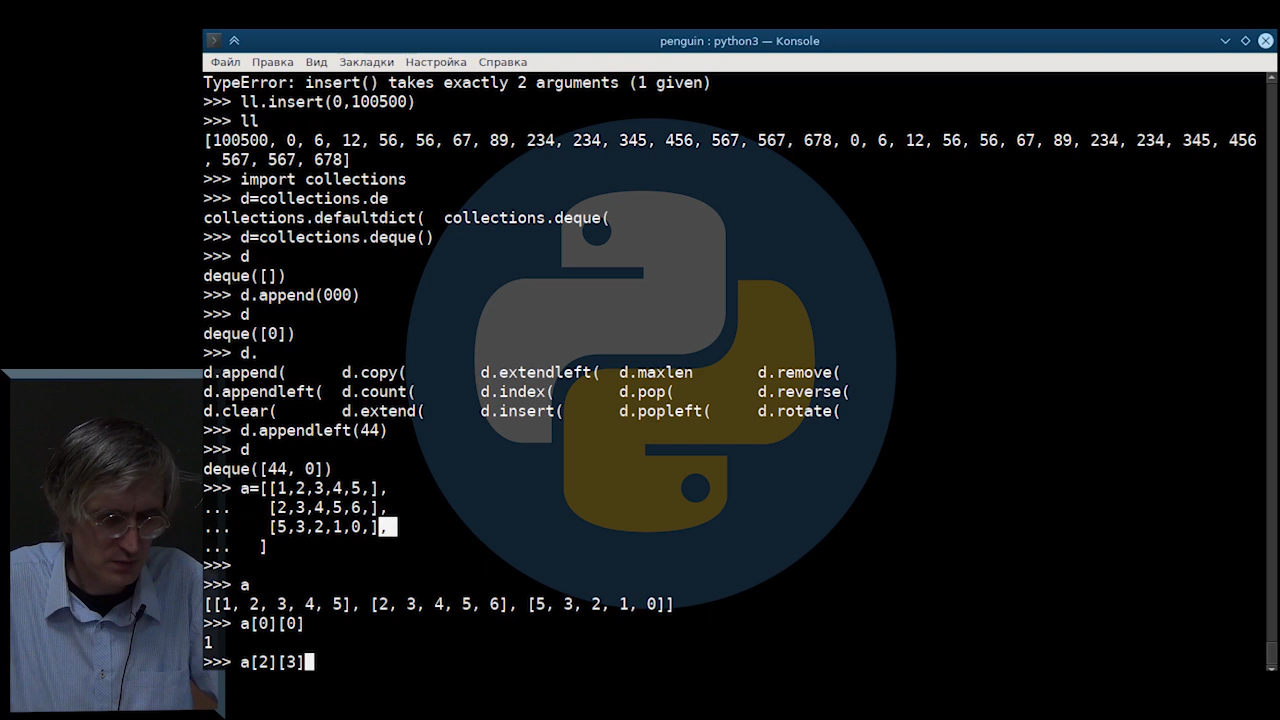 penguin : python3 — Konsole
Файл Правка Вид Закладки Настройка Справка
TypeError: insert() takes exactly 2 arguments (1 given)
>>> ll.insert(0,100500)
>>> ll
[100500, 0, 6, 12, 56, 56, 67, 89, 234, 234, 345, 456, 567, 567, 678, 0, 6, 12, 56, 56, 67, 89, 234, 234, 345, 456
, 567, 567, 678]
>>> import collections
>>> d=collections.de
collections.defaultdict(  collections.deque(
>>> d=collections.deque()
>>> d
deque([])
>>> d.append(000)
>>> d
deque([0])
>>> d.
d.append(      d.copy(        d.extendleft(  d.maxlen       d.remove(
d.appendleft(  d.count(       d.index(       d.pop(         d.reverse(
d.clear(       d.extend(      d.insert(      d.popleft(     d.rotate(
>>> d.appendleft(44)
>>> d
deque([44, 0])
>>> a=[[1,2,3,4,5,],
...    [2,3,4,5,6,],
...    [5,3,2,1,0,],
...   ]
>>>
>>> a
[[1, 2, 3, 4, 5], [2, 3, 4, 5, 6], [5, 3, 2, 1, 0]]
>>> a[0][0]
1
>>> a[2][3]